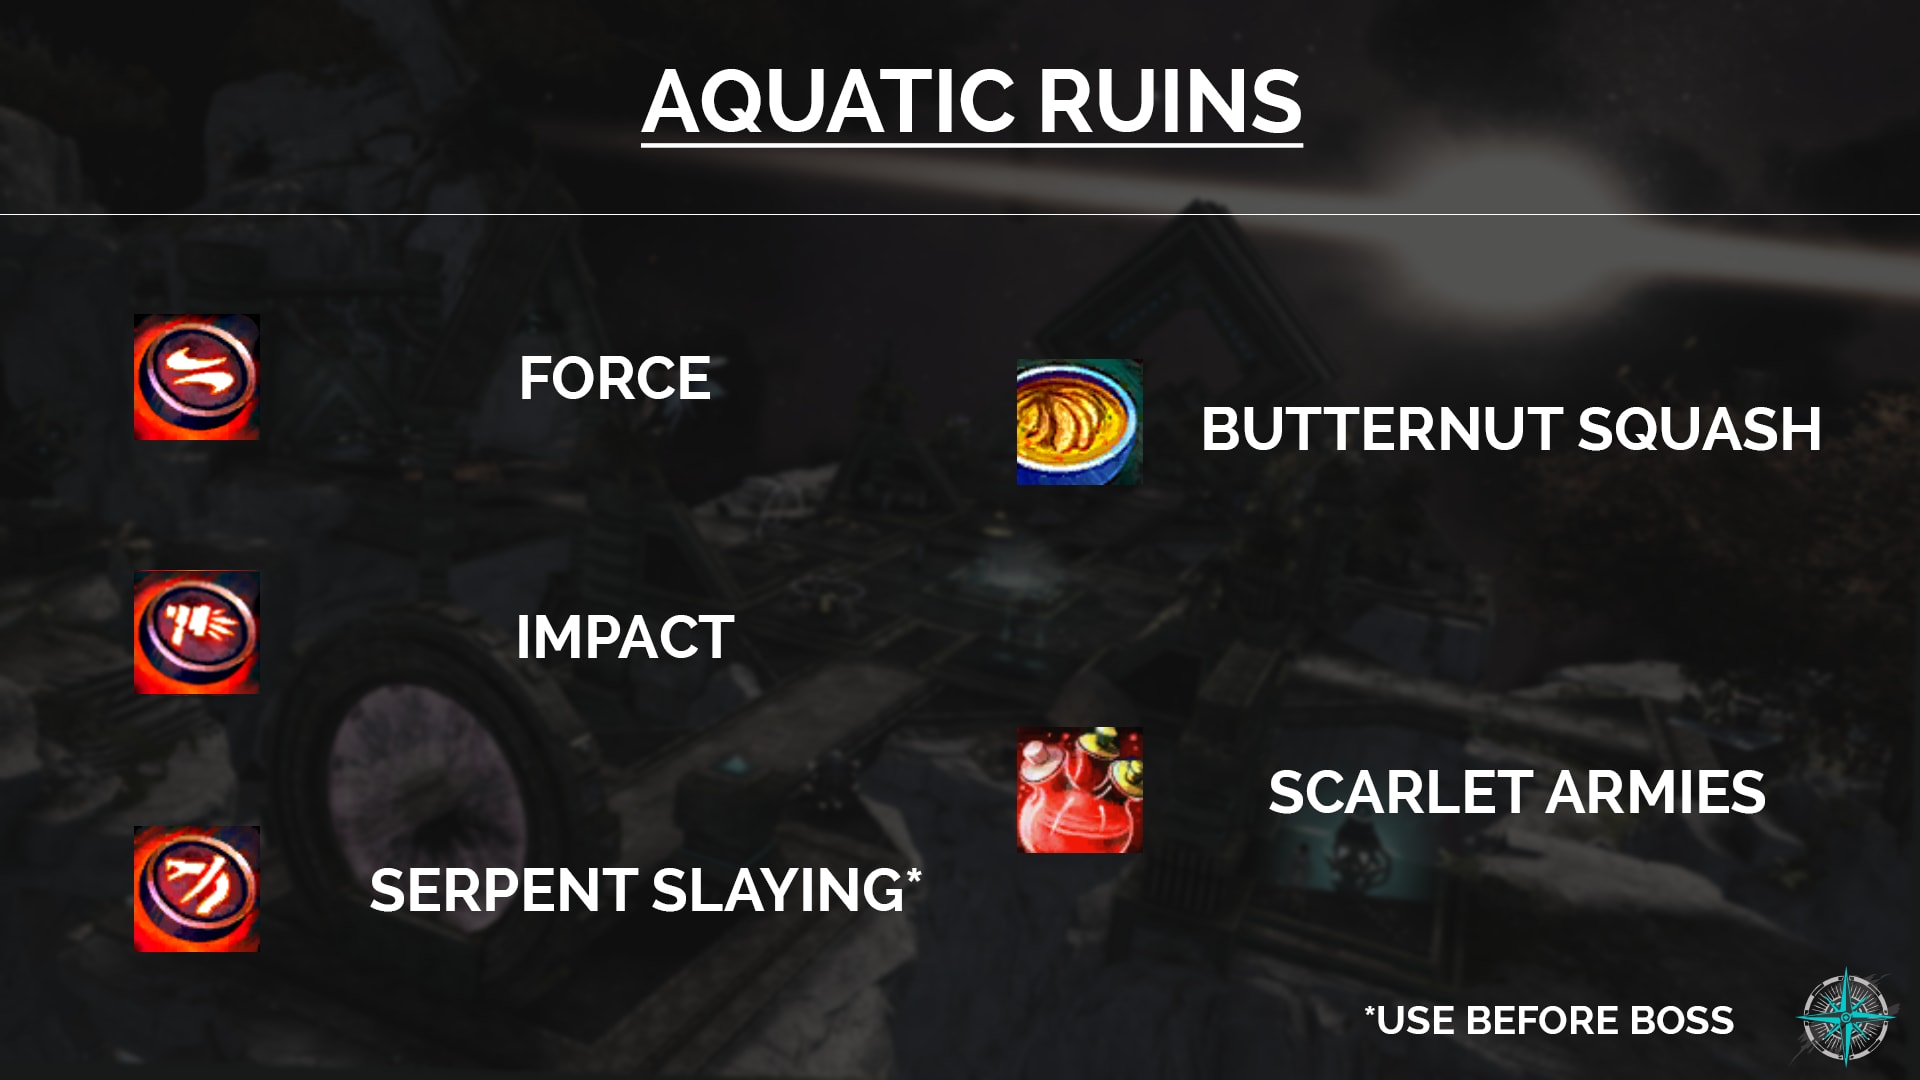 AQUATIC RUINS
FORCE
IMPACT
SERPENT SLAYING*
BUTTERNUT SQUASH
SCARLET ARMIES
*USE BEFORE BOSS